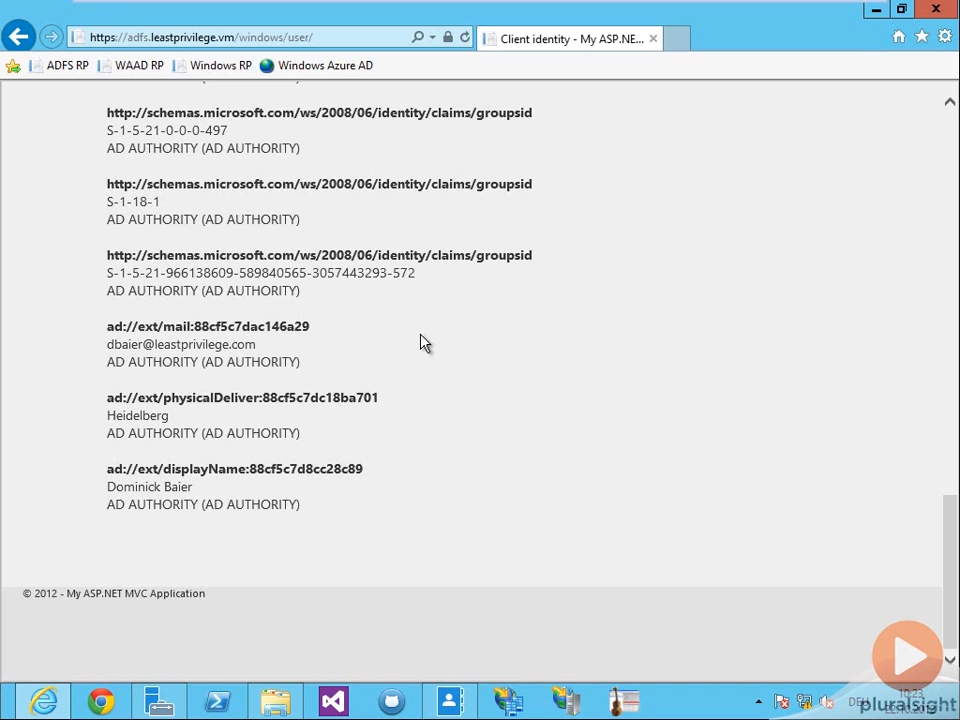 https://adfs.leastprivilege.vm/windows/user/
Client identity - My ASP.NE...
ADFS RP
WAAD RP
Windows RP
Windows Azure AD
http://schemas.microsoft.com/ws/2008/06/identity/claims/groupsid
S-1-5-21-0-0-0-497
AD AUTHORITY (AD AUTHORITY)
http://schemas.microsoft.com/ws/2008/06/identity/claims/groupsid
S-1-18-1
AD AUTHORITY (AD AUTHORITY)
http://schemas.microsoft.com/ws/2008/06/identity/claims/groupsid
S-1-5-21-966138609-589840565-3057443293-572
AD AUTHORITY (AD AUTHORITY)
ad://ext/mail:88cf5c7dac146a29
dbaier@leastprivilege.com
AD AUTHORITY (AD AUTHORITY)
ad://ext/physicalDeliver:88cf5c7dc18ba701
Heidelberg
AD AUTHORITY (AD AUTHORITY)
ad://ext/displayName:88cf5c7d8cc28c89
Dominick Baier
AD AUTHORITY (AD AUTHORITY)
© 2012 - My ASP.NET MVC Application
10:23
pluralsight